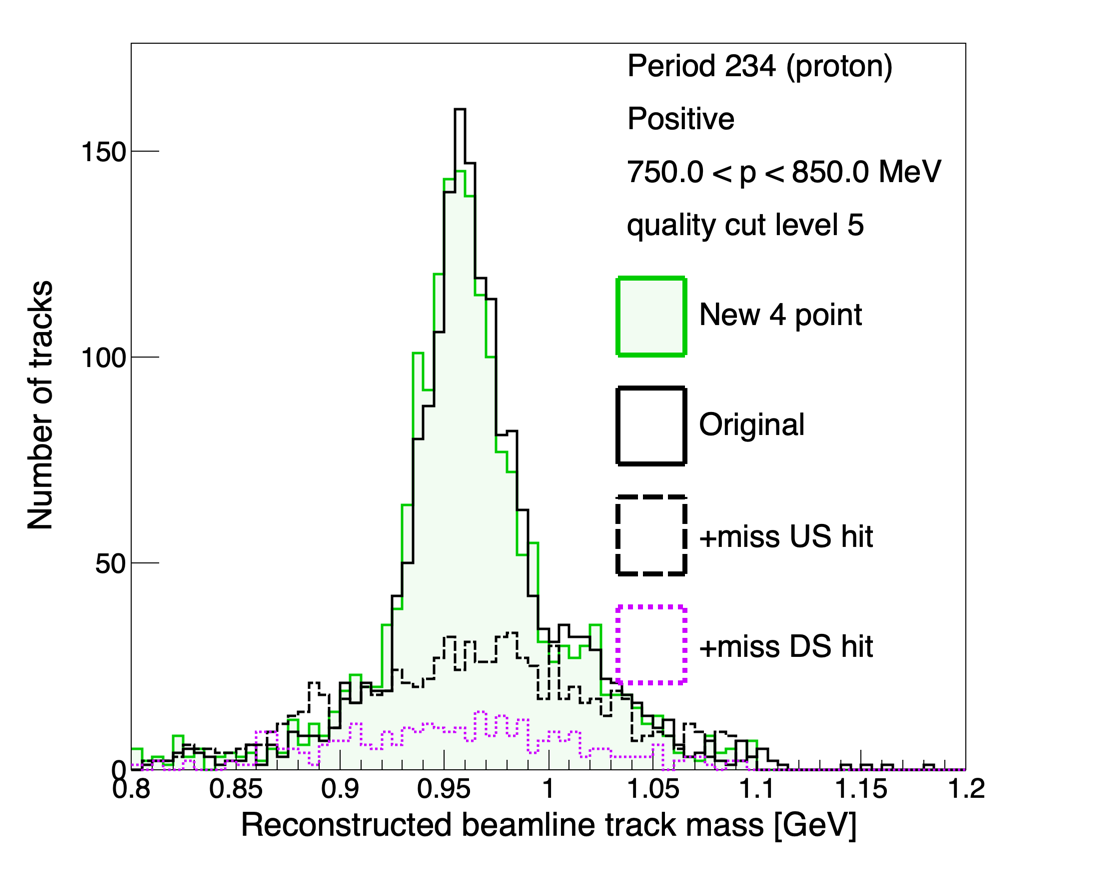 Period 234 (proton)
Positive
750.0 < p < 850.0 MeV
quality cut level 5
New 4 point
Original
+miss US hit
+miss DS hit
Number of tracks
150
100
50
0
0.8 0.85 0.9 0.95 1 1.05 1.1 1.15 1.2
Reconstructed beamline track mass [GeV]